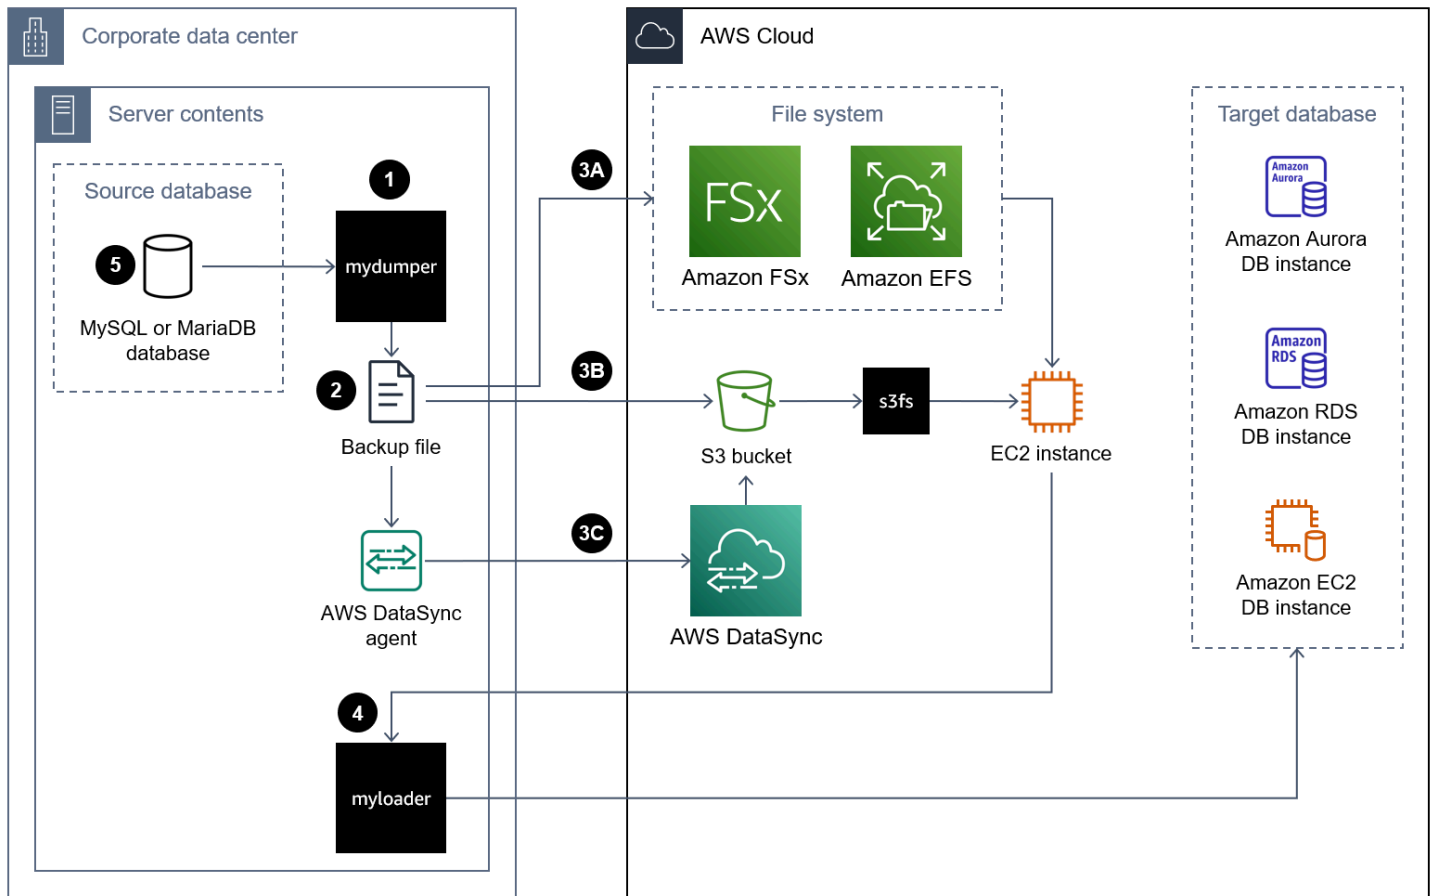 Corporate data center
Server contents
Source database
5
MySQL or MariaDB
database
1
mydumper
2
Backup file
AWS DataSync
agent
4
myloader
3A
3B
3C
AWS Cloud
File system
FSx
Amazon FSx
Amazon EFS
S3 bucket
s3fs
EC2 instance
AWS DataSync
Target database
Amazon
Aurora
Amazon Aurora
DB instance
Amazon
RDS
Amazon RDS
DB instance
Amazon EC2
DB instance